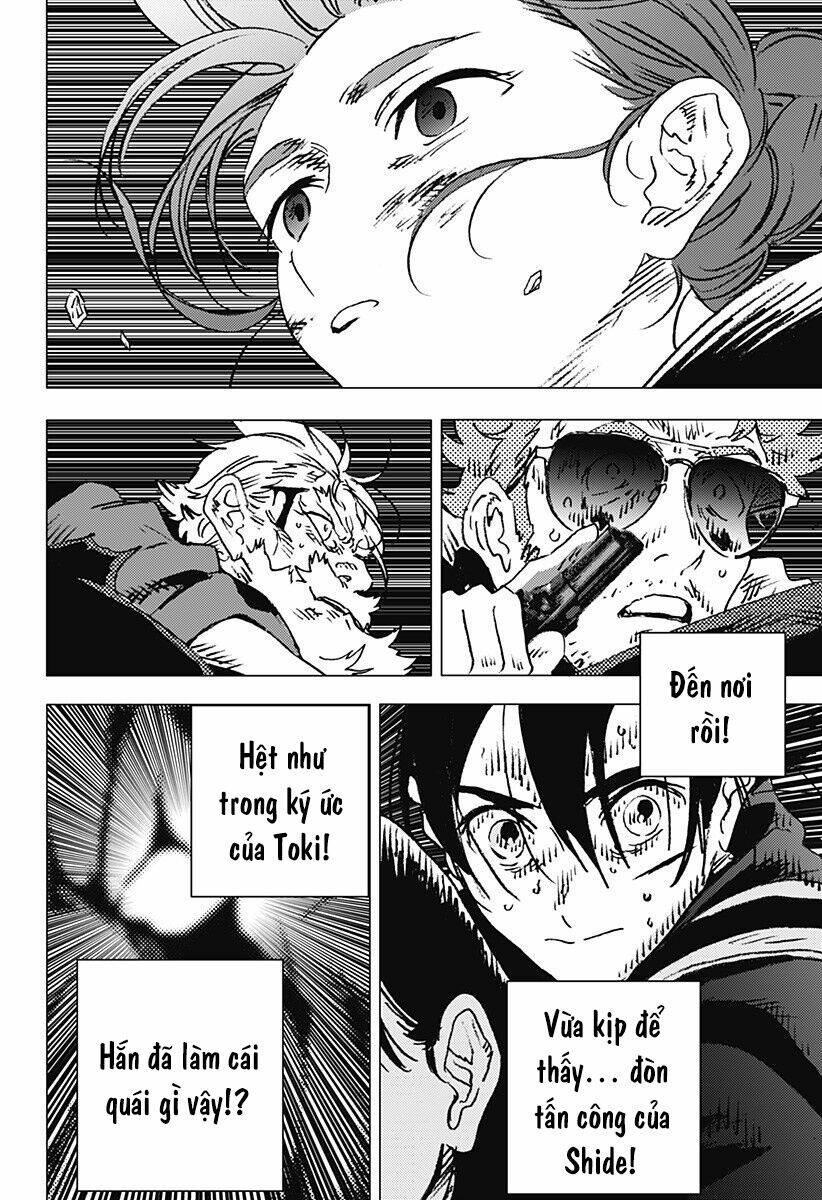 Đến nơi
rồi!
Vừa kịp để
thấy... đòn
tấn công của
Shide!
Hệt như
trong ký ức
của Toki!
Hắn đã làm cái
quái gì vậy!?